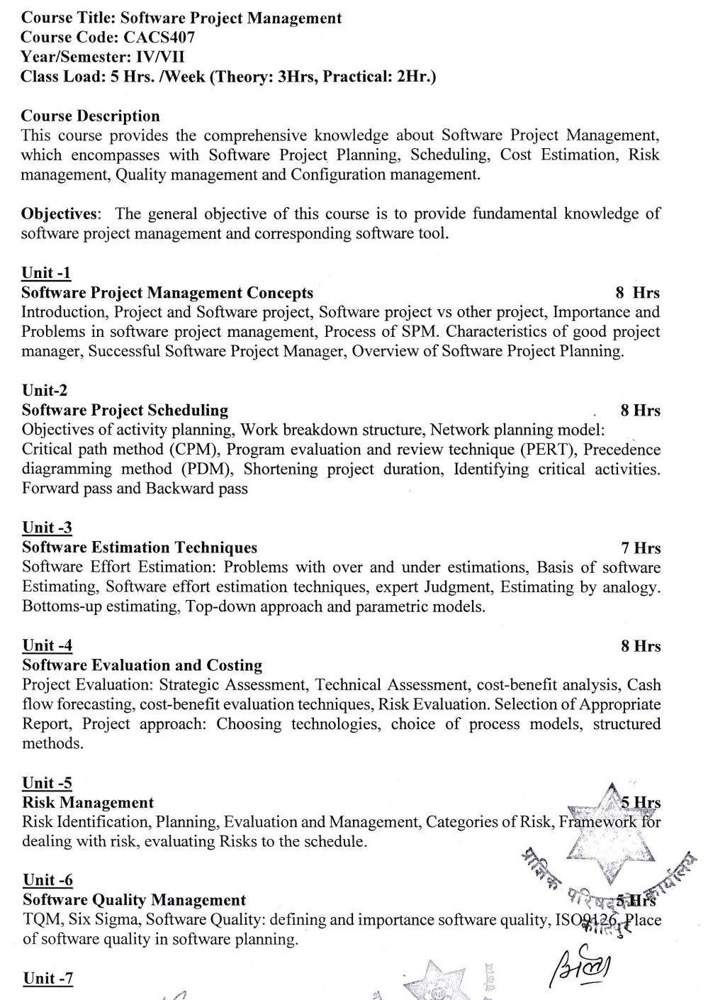 Course Title: Software Project Management
Course Code: CACS407
Year/Semester: IV/VII
Class Load: 5 Hrs. /Week (Theory: 3Hrs, Practical: 2Hr.)
Course Description
This course provides the comprehensive knowledge about Software Project Management,
which encompasses with Software Project Planning, Scheduling, Cost Estimation, Risk
management, Quality management and Configuration management.
Objectives: The general objective of this course is to provide fundamental knowledge of
software project management and corresponding software tool.
Unit -1
Software Project Management Concepts 8 Hrs
Introduction, Project and Software project, Software project vs other project, Importance and
Problems in software project management, Process of SPM. Characteristics of good project
manager, Successful Software Project Manager, Overview of Software Project Planning.
Unit-2
Software Project Scheduling 8 Hrs
Objectives of activity planning, Work breakdown structure, Network planning model:
Critical path method (CPM), Program evaluation and review technique (PERT), Precedence
diagramming method (PDM), Shortening project duration, Identifying critical activities.
Forward pass and Backward pass
Unit -3
Software Estimation Techniques 7 Hrs
Software Effort Estimation: Problems with over and under estimations, Basis of software
Estimating, Software effort estimation techniques, expert Judgment, Estimating by analogy.
Bottoms-up estimating, Top-down approach and parametric models.
Unit -4 8 Hrs
Software Evaluation and Costing
Project Evaluation: Strategic Assessment, Technical Assessment, cost-benefit analysis, Cash
flow forecasting, cost-benefit evaluation techniques, Risk Evaluation. Selection of Appropriate
Report, Project approach: Choosing technologies, choice of process models, structured
methods.
Unit -5
Risk Management 5 Hrs
Risk Identification, Planning, Evaluation and Management, Categories of Risk, Framework for
dealing with risk, evaluating Risks to the schedule.
प्राज्ञिक परिषद्को कार्यालय
Unit -6
Software Quality Management 5 Hrs
TQM, Six Sigma, Software Quality: defining and importance software quality, ISO9126, Place
of software quality in software planning.
कीर्तिपुर
Unit -7